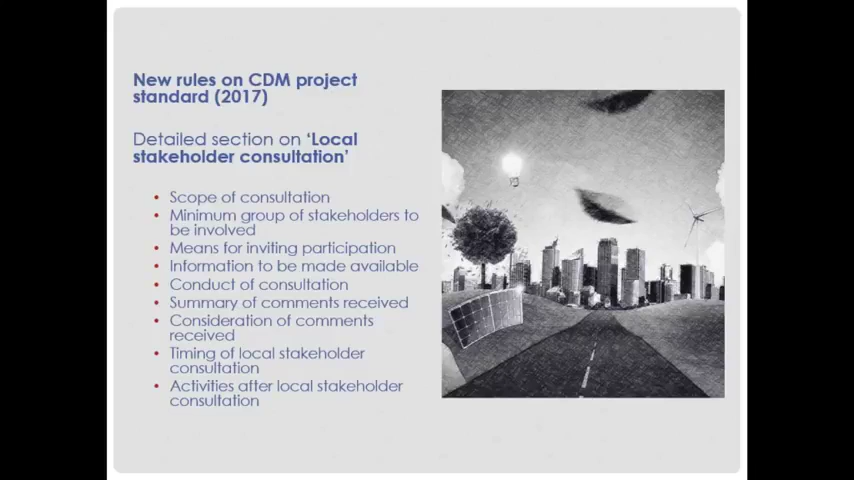 New rules on CDM project
standard (2017)
Detailed section on ‘Local
stakeholder consultation’
• Scope of consultation
• Minimum group of stakeholders to
be involved
• Means for inviting participation
• Information to be made available
• Conduct of consultation
• Summary of comments received
• Consideration of comments
received
• Timing of local stakeholder
consultation
• Activities after local stakeholder
consultation